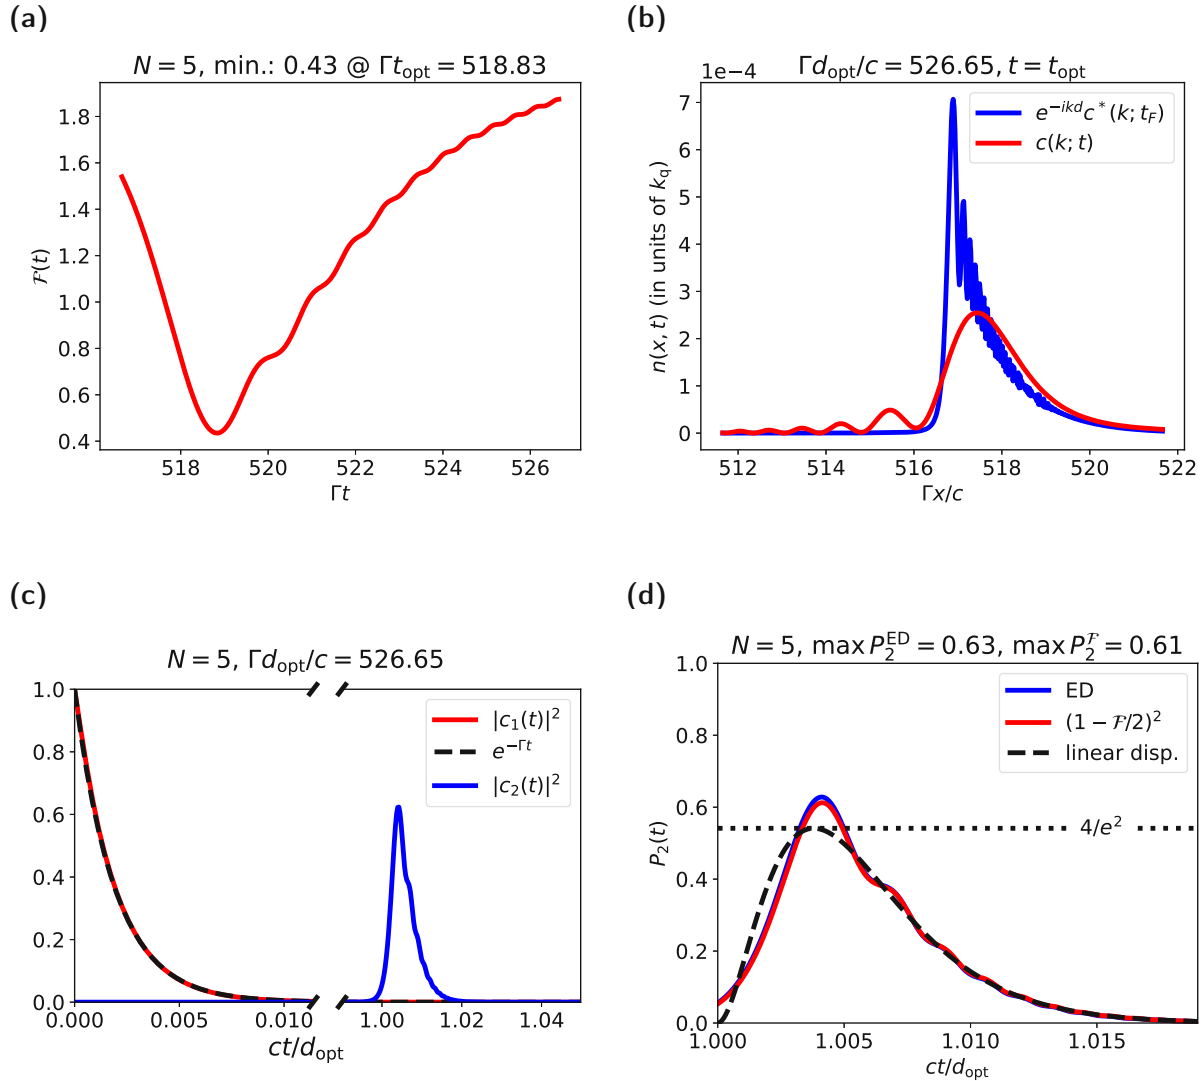 (a)
N = 5, min.: 0.43 @ Γt_opt = 518.83
1.8
1.6
1.4
1.2
1.0
0.8
0.6
0.4
ℱ(t)
518 520 522 524 526
Γt
(b)
Γd_opt/c = 526.65, t = t_opt
1e−4
7
6
5
4
3
2
1
0
n(x, t) (in units of k_q)
e^{−ikd}c^*(k; t_F)
c(k; t)
512 514 516 518 520 522
Γx/c
(c)
N = 5, Γd_opt/c = 526.65
1.0
0.8
0.6
0.4
0.2
0.0
|c_1(t)|^2
e^{−Γt}
|c_2(t)|^2
0.000 0.005 0.010 1.00 1.02 1.04
ct/d_opt
(d)
N = 5, max P_2^{ED} = 0.63, max P_2^ℱ = 0.61
1.0
0.8
0.6
0.4
0.2
0.0
P_2(t)
ED
(1 − ℱ/2)^2
linear disp.
4/e^2
1.000 1.005 1.010 1.015
ct/d_opt